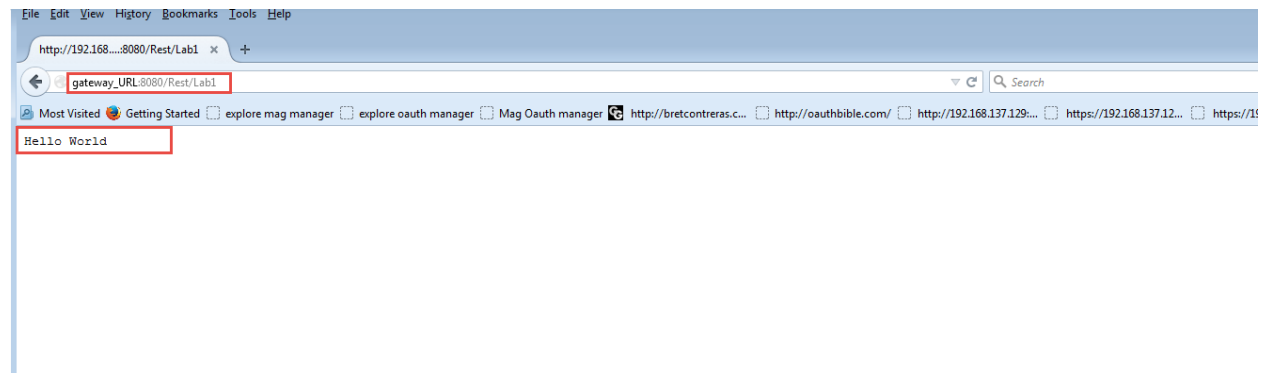 File Edit View History Bookmarks Tools Help
http://192.168....:8080/Rest/Lab1 × +
gateway_URL:8080/Rest/Lab1 Search
Most Visited Getting Started explore mag manager explore oauth manager Mag Oauth manager http://bretcontreras.c... http://oauthbible.com/ http://192.168.137.129:... https://192.168.137.12... https://19
Hello World